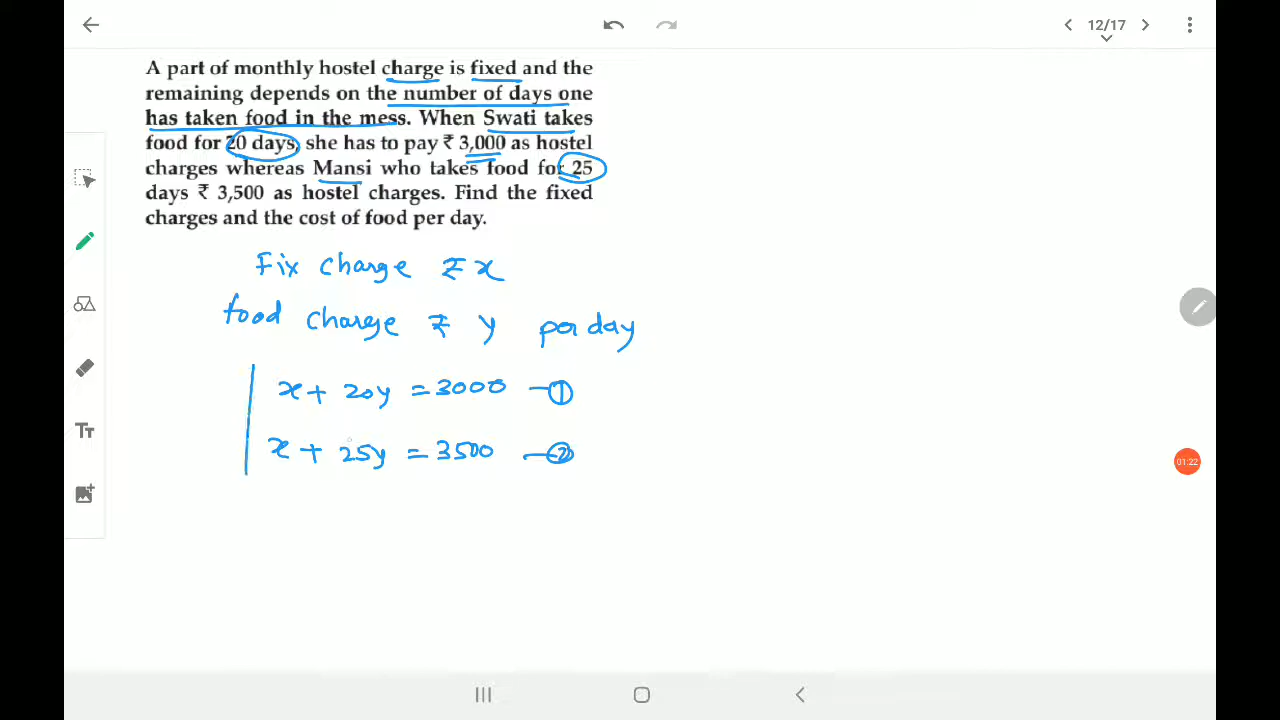 12/17
A part of monthly hostel charge is fixed and the
remaining depends on the number of days one
has taken food in the mess. When Swati takes
food for 20 days, she has to pay ₹ 3,000 as hostel
charges whereas Mansi who takes food for 25
days ₹ 3,500 as hostel charges. Find the fixed
charges and the cost of food per day.
Fix charge ₹ x
food charge ₹ y per day
x + 20y = 3000 — ①
x + 25y = 3500 — ②
TT
01:22